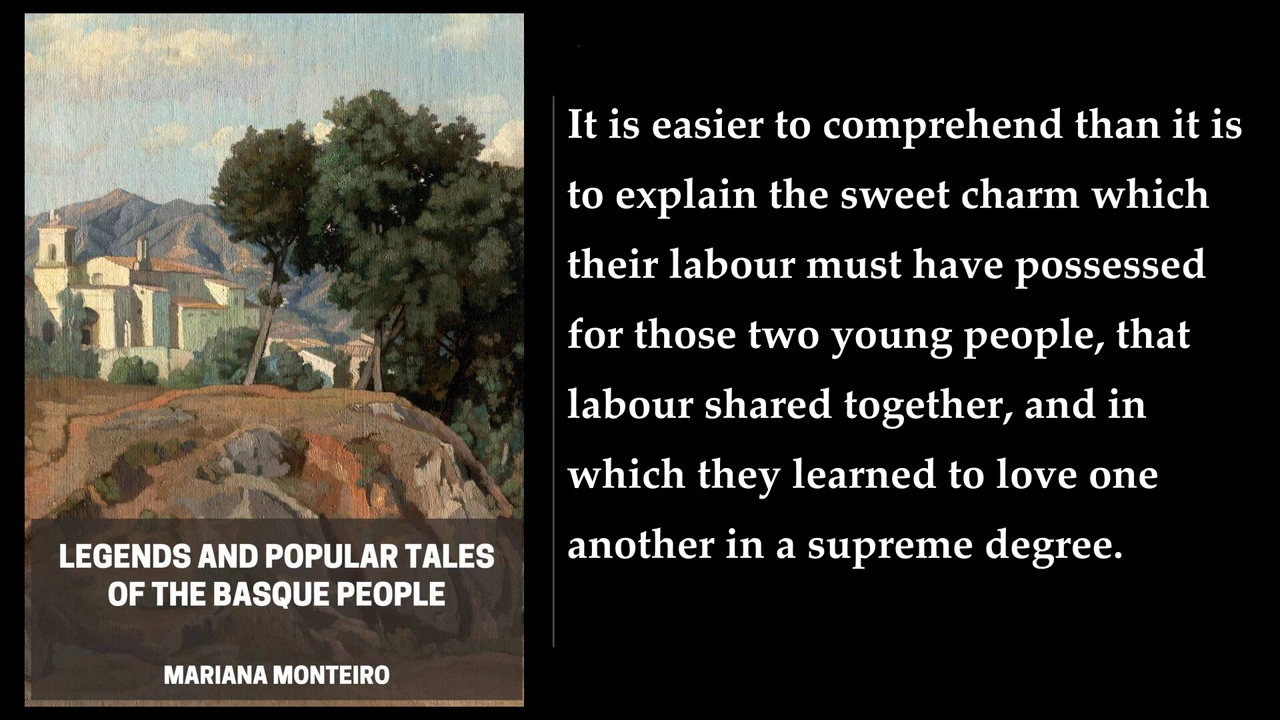 LEGENDS AND POPULAR TALES
OF THE BASQUE PEOPLE
MARIANA MONTEIRO
It is easier to comprehend than it is
to explain the sweet charm which
their labour must have possessed
for those two young people, that
labour shared together, and in
which they learned to love one
another in a supreme degree.